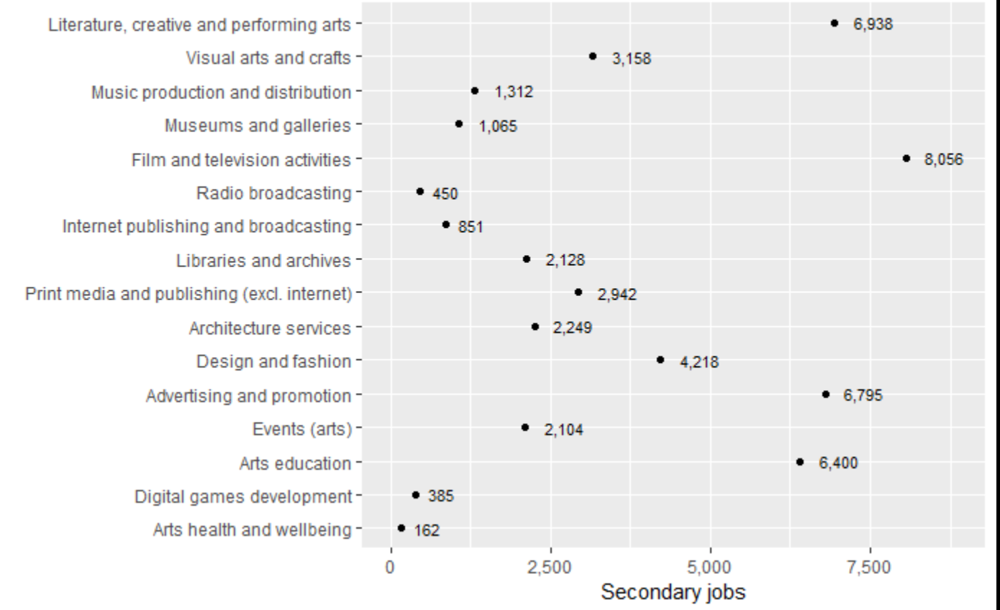 Literature, creative and performing arts 6,938
Visual arts and crafts 3,158
Music production and distribution 1,312
Museums and galleries 1,065
Film and television activities 8,056
Radio broadcasting 450
Internet publishing and broadcasting 851
Libraries and archives 2,128
Print media and publishing (excl. internet) 2,942
Architecture services 2,249
Design and fashion 4,218
Advertising and promotion 6,795
Events (arts) 2,104
Arts education 6,400
Digital games development 385
Arts health and wellbeing 162
0 2,500 5,000 7,500
Secondary jobs